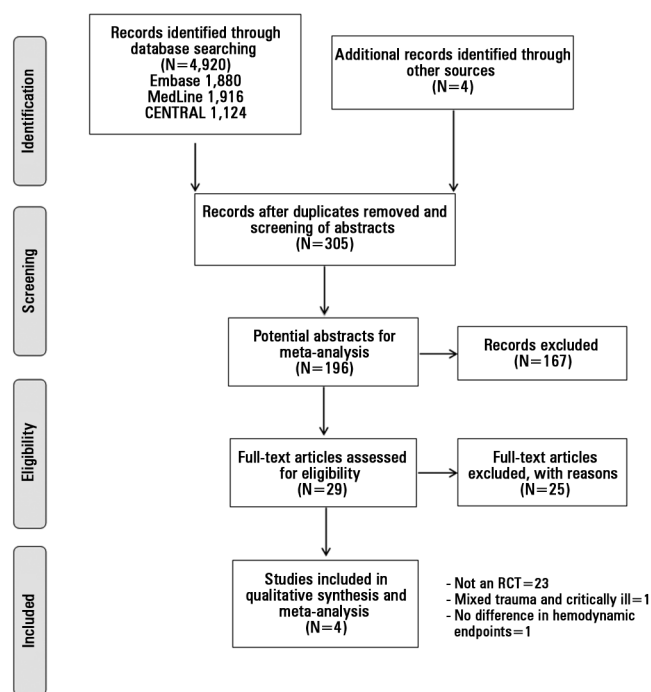 Identification
Records identified through
database searching
(N=4,920)
Embase 1,880
MedLine 1,916
CENTRAL 1,124
Additional records identified through
other sources
(N=4)
Screening
Records after duplicates removed and
screening of abstracts
(N=305)
Potential abstracts for
meta-analysis
(N=196)
Records excluded
(N=167)
Eligibility
Full-text articles assessed
for eligibility
(N=29)
Full-text articles
excluded, with reasons
(N=25)
Included
Studies included in
qualitative synthesis and
meta-analysis
(N=4)
- Not an RCT=23
- Mixed trauma and critically ill=1
- No difference in hemodynamic
endpoints=1